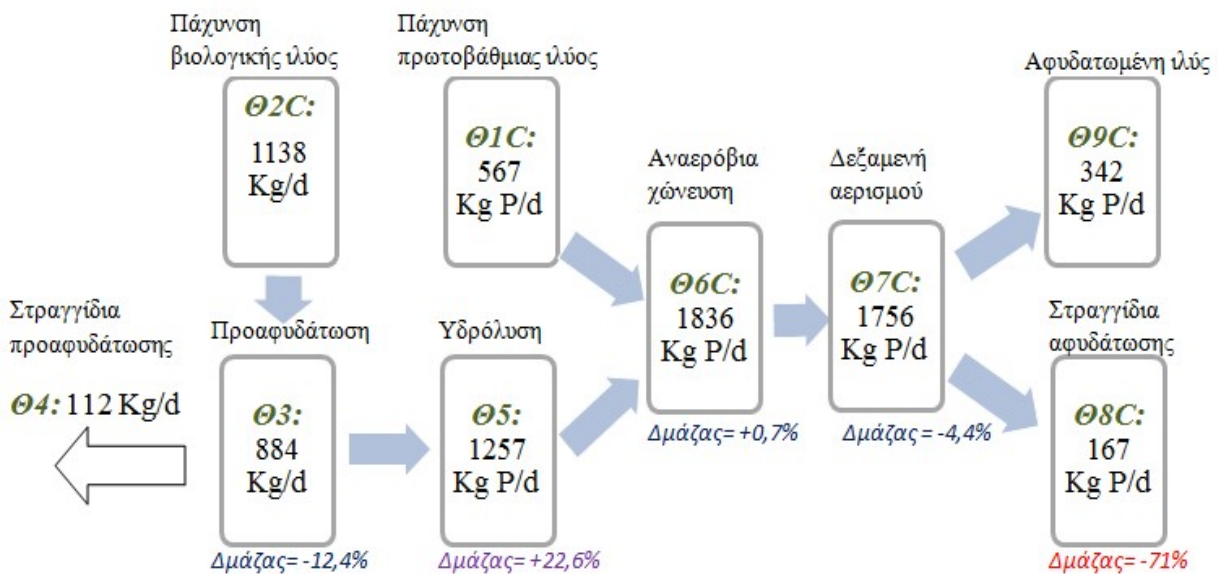 Πάχυνση
βιολογικής ιλύος
Θ2C:
1138
Kg/d
Πάχυνση
πρωτοβάθμιας ιλύος
Θ1C:
567
Kg P/d
Αφυδατωμένη ιλύς
Θ9C:
342
Kg P/d
Αναερόβια
χώνευση
Θ6C:
1836
Kg P/d
Δμάζας= +0,7%
Δεξαμενή
αερισμού
Θ7C:
1756
Kg P/d
Δμάζας= -4,4%
Στραγγίδια
προαφυδάτωσης
Θ4: 112 Kg/d
Προαφυδάτωση
Θ3:
884
Kg/d
Δμάζας= -12,4%
Υδρόλυση
Θ5:
1257
Kg P/d
Δμάζας= +22,6%
Στραγγίδια
αφυδάτωσης
Θ8C:
167
Kg P/d
Δμάζας= -71%